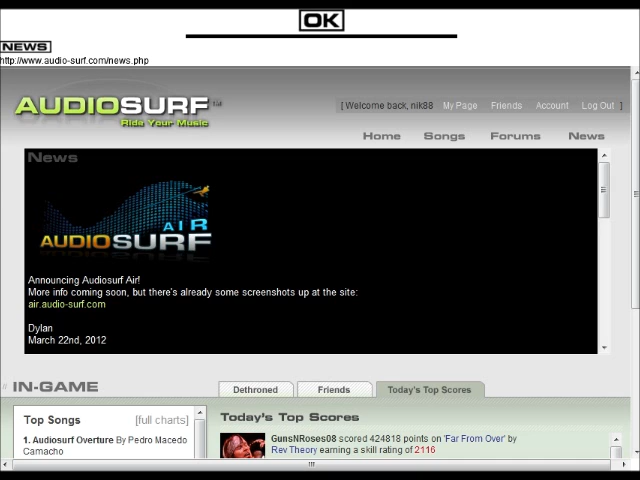 OK
NEWS
http://www.audio-surf.com/news.php
AUDIOSURF™
Ride Your Music
[ Welcome back, nik88 My Page Friends Account Log Out ]
Home Songs Forums News
News
AIR
AUDIOSURF
Announcing Audiosurf Air!
More info coming soon, but there's already some screenshots up at the site:
air.audio-surf.com
Dylan
March 22nd, 2012
// IN-GAME
Dethroned Friends Today's Top Scores
Top Songs [full charts]
1. Audiosurf Overture By Pedro Macedo
Camacho
Today's Top Scores
GunsNRoses08 scored 424818 points on 'Far From Over' by
Rev Theory earning a skill rating of 2116